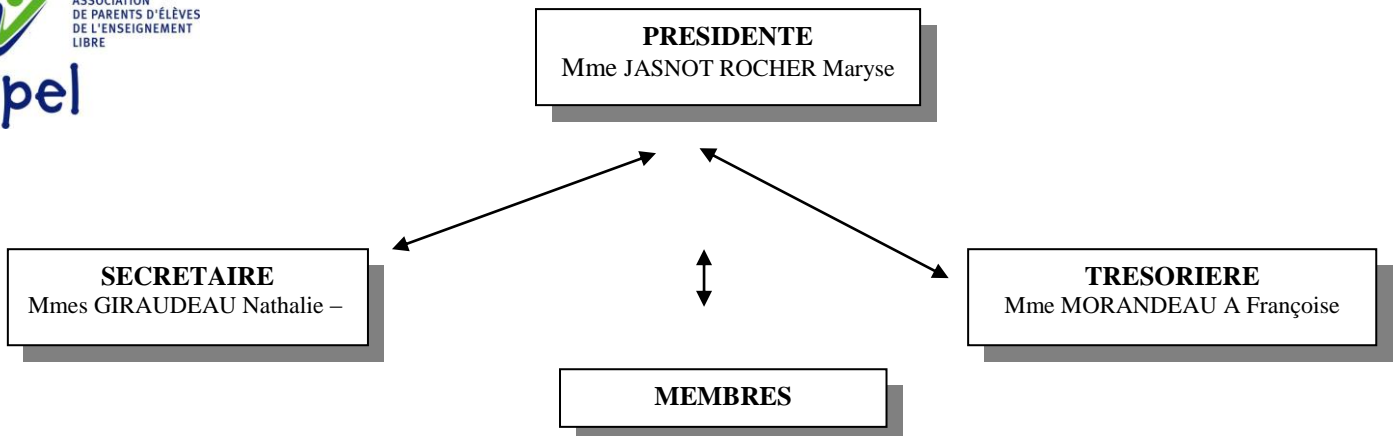 ASSOCIATION
DE PARENTS D'ÉLÈVES
DE L'ENSEIGNEMENT
LIBRE
pel
PRESIDENTE
Mme JASNOT ROCHER Maryse
SECRETAIRE
Mmes GIRAUDEAU Nathalie –
TRESORIERE
Mme MORANDEAU A Françoise
MEMBRES